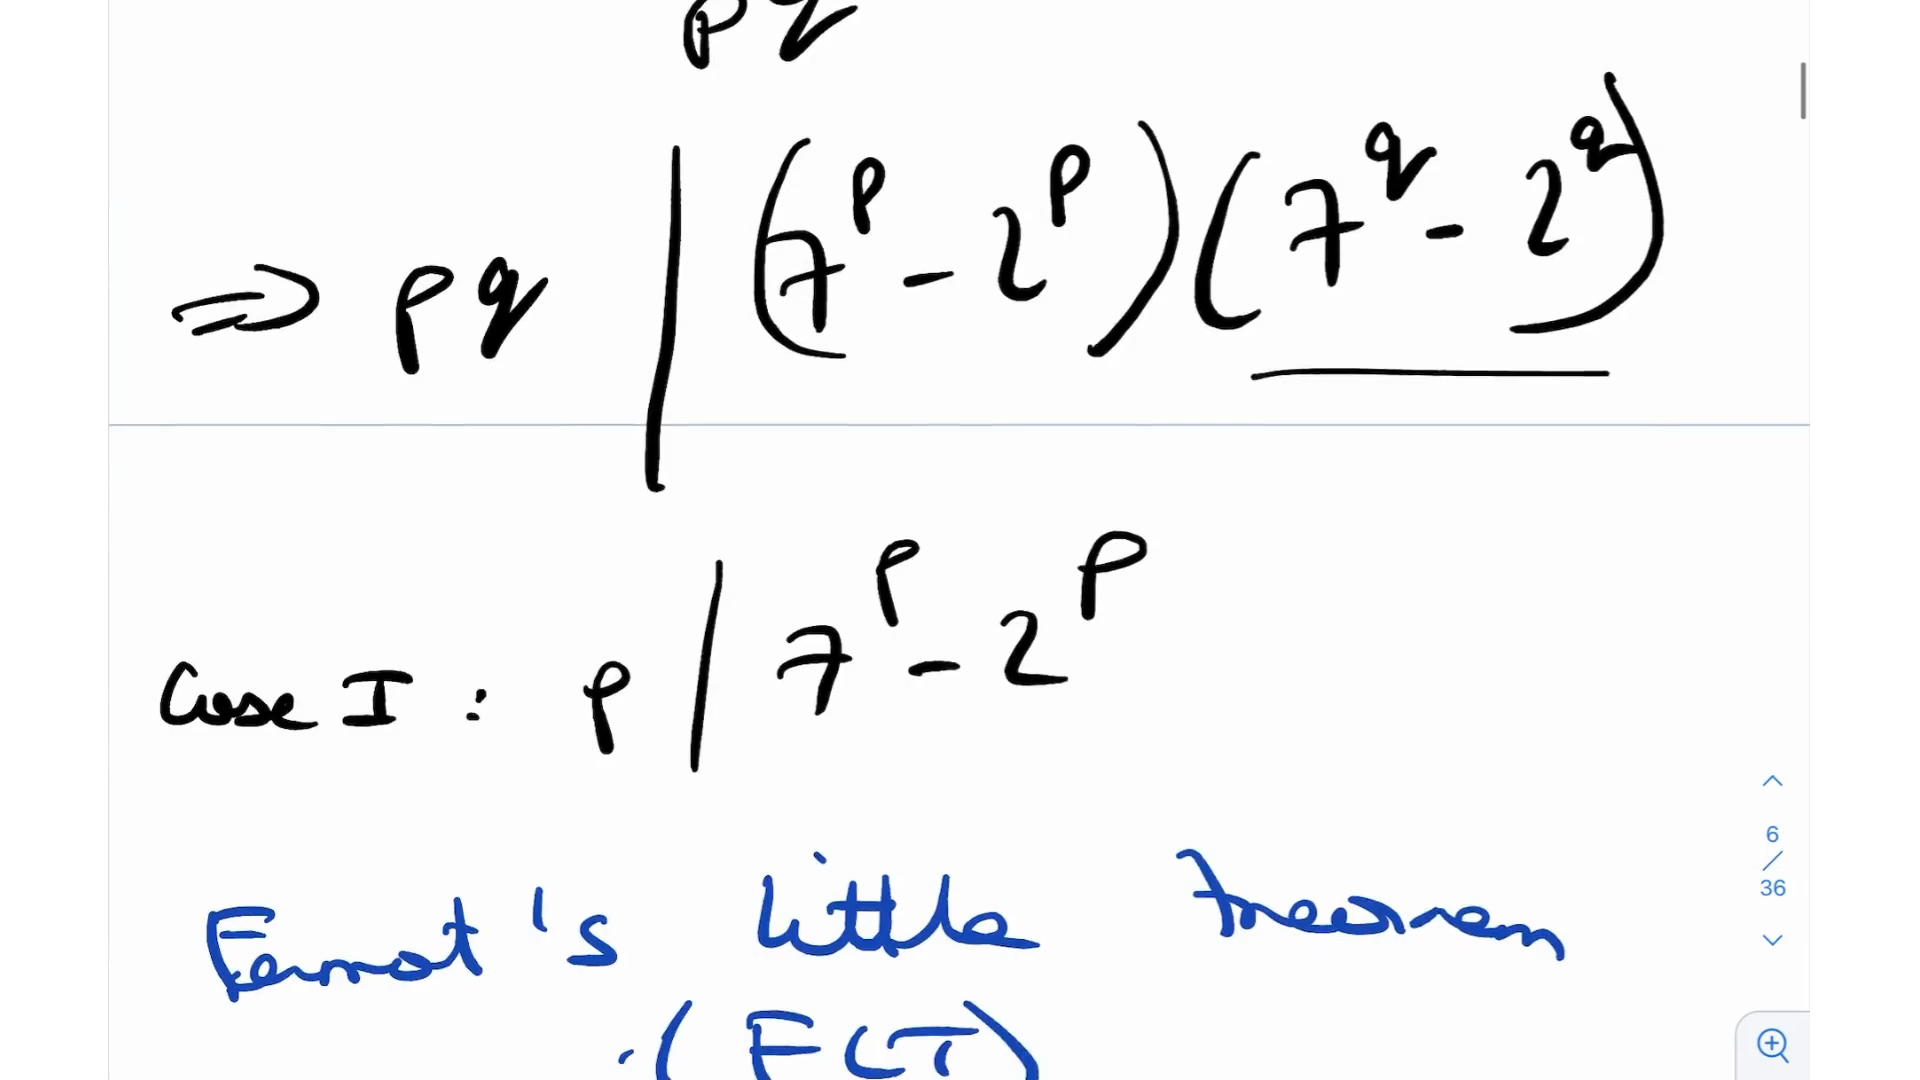 pq
⇒ pq | (7^p - 2^p)(7^q - 2^q)
Case I : p | 7^p - 2^p
Fermat's little theorem
(FLT)
6
/
36